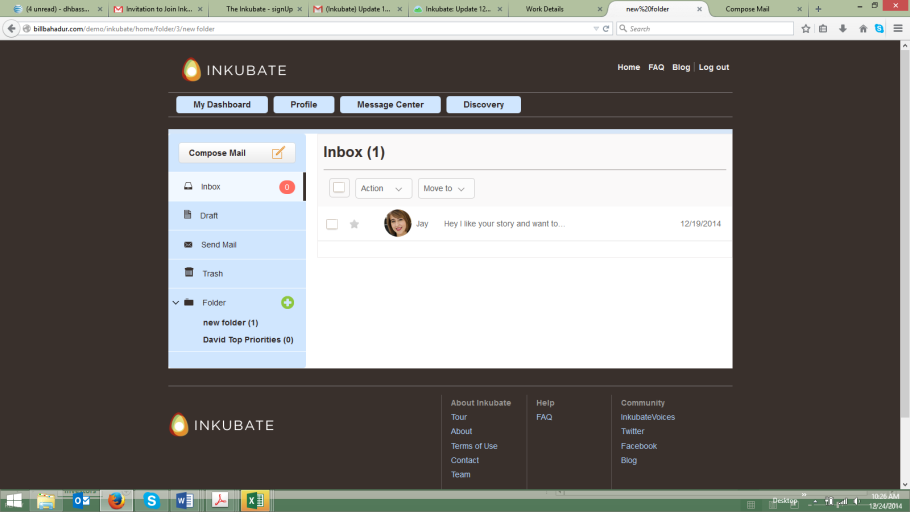 (4 unread) - dhbass...
Invitation to Join Ink...
The Inkubate - signUp
(Inkubate) Update 1...
Inkubate: Update 12...
Work Details
new%20folder
Compose Mail
billbahadur.com/demo/inkubate/home/folder/3/new folder
Search
INKUBATE
Home FAQ Blog Log out
My Dashboard Profile Message Center Discovery
Compose Mail
Inbox (1)
Inbox 0
Action Move to
Draft
Jay Hey I like your story and want to... 12/19/2014
Send Mail
Trash
Folder
new folder (1)
David Top Priorities (0)
INKUBATE
About Inkubate
Tour
About
Terms of Use
Contact
Team
Help
FAQ
Community
InkubateVoices
Twitter
Facebook
Blog
Desktop
10:26 AM
12/24/2014